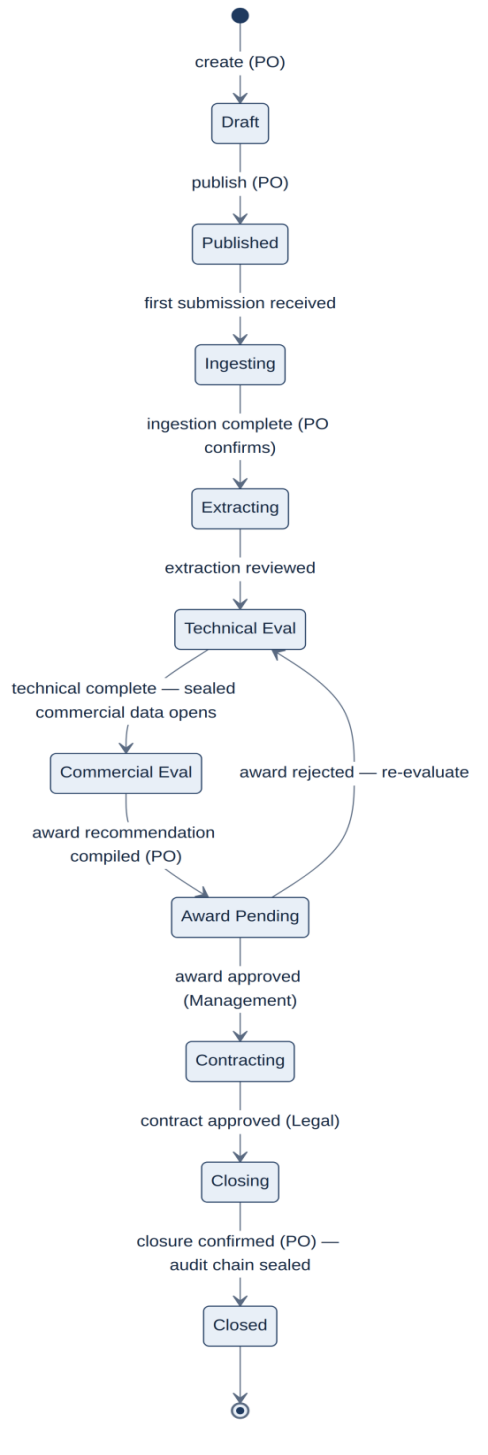 create (PO)
Draft
publish (PO)
Published
first submission received
Ingesting
ingestion complete (PO
confirms)
Extracting
extraction reviewed
Technical Eval
technical complete — sealed
commercial data opens
Commercial Eval
award rejected — re-evaluate
award recommendation
compiled (PO)
Award Pending
award approved
(Management)
Contracting
contract approved (Legal)
Closing
closure confirmed (PO) —
audit chain sealed
Closed